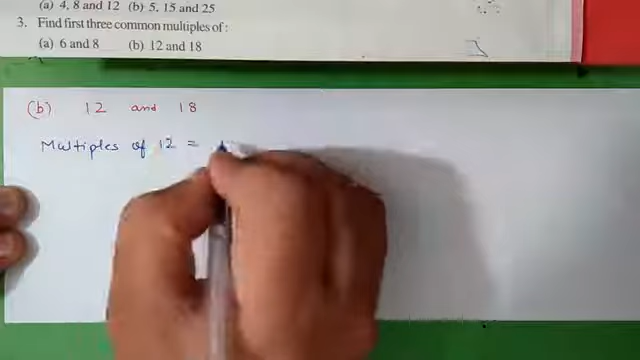 (a) 4, 8 and 12 (b) 5, 15 and 25
3. Find first three common multiples of :
(a) 6 and 8 (b) 12 and 18
(b) 12 and 18
Multiples of 12 =